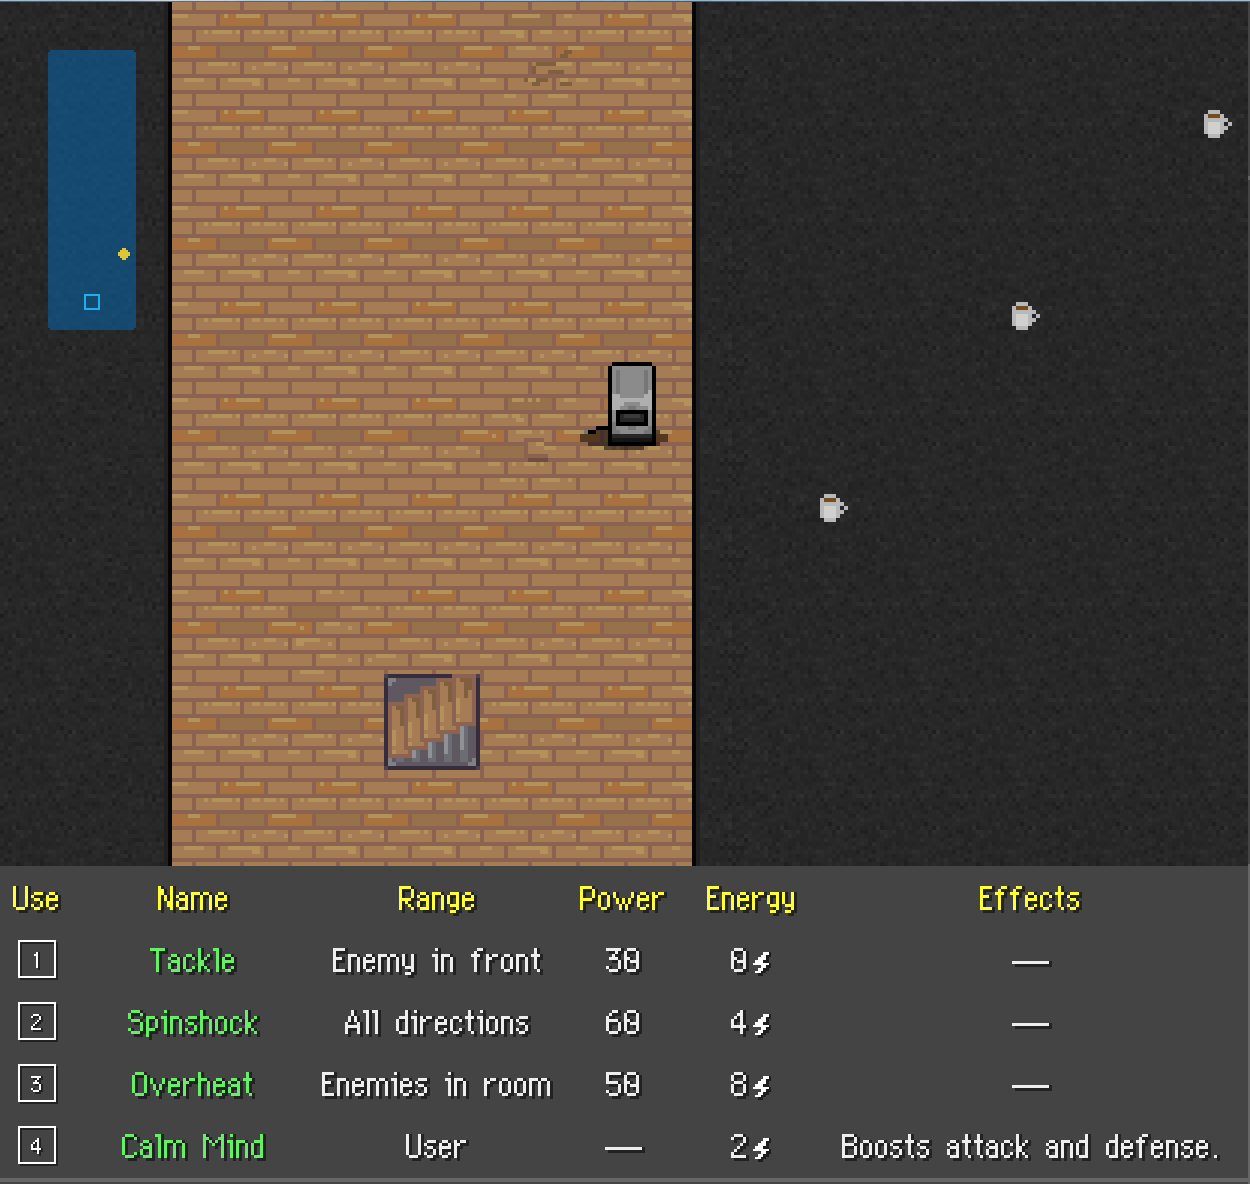 Use Name Range Power Energy Effects
1 Tackle Enemy in front 30 0 —
2 Spinshock All directions 60 4 —
3 Overheat Enemies in room 50 8 —
4 Calm Mind User — 2 Boosts attack and defense.